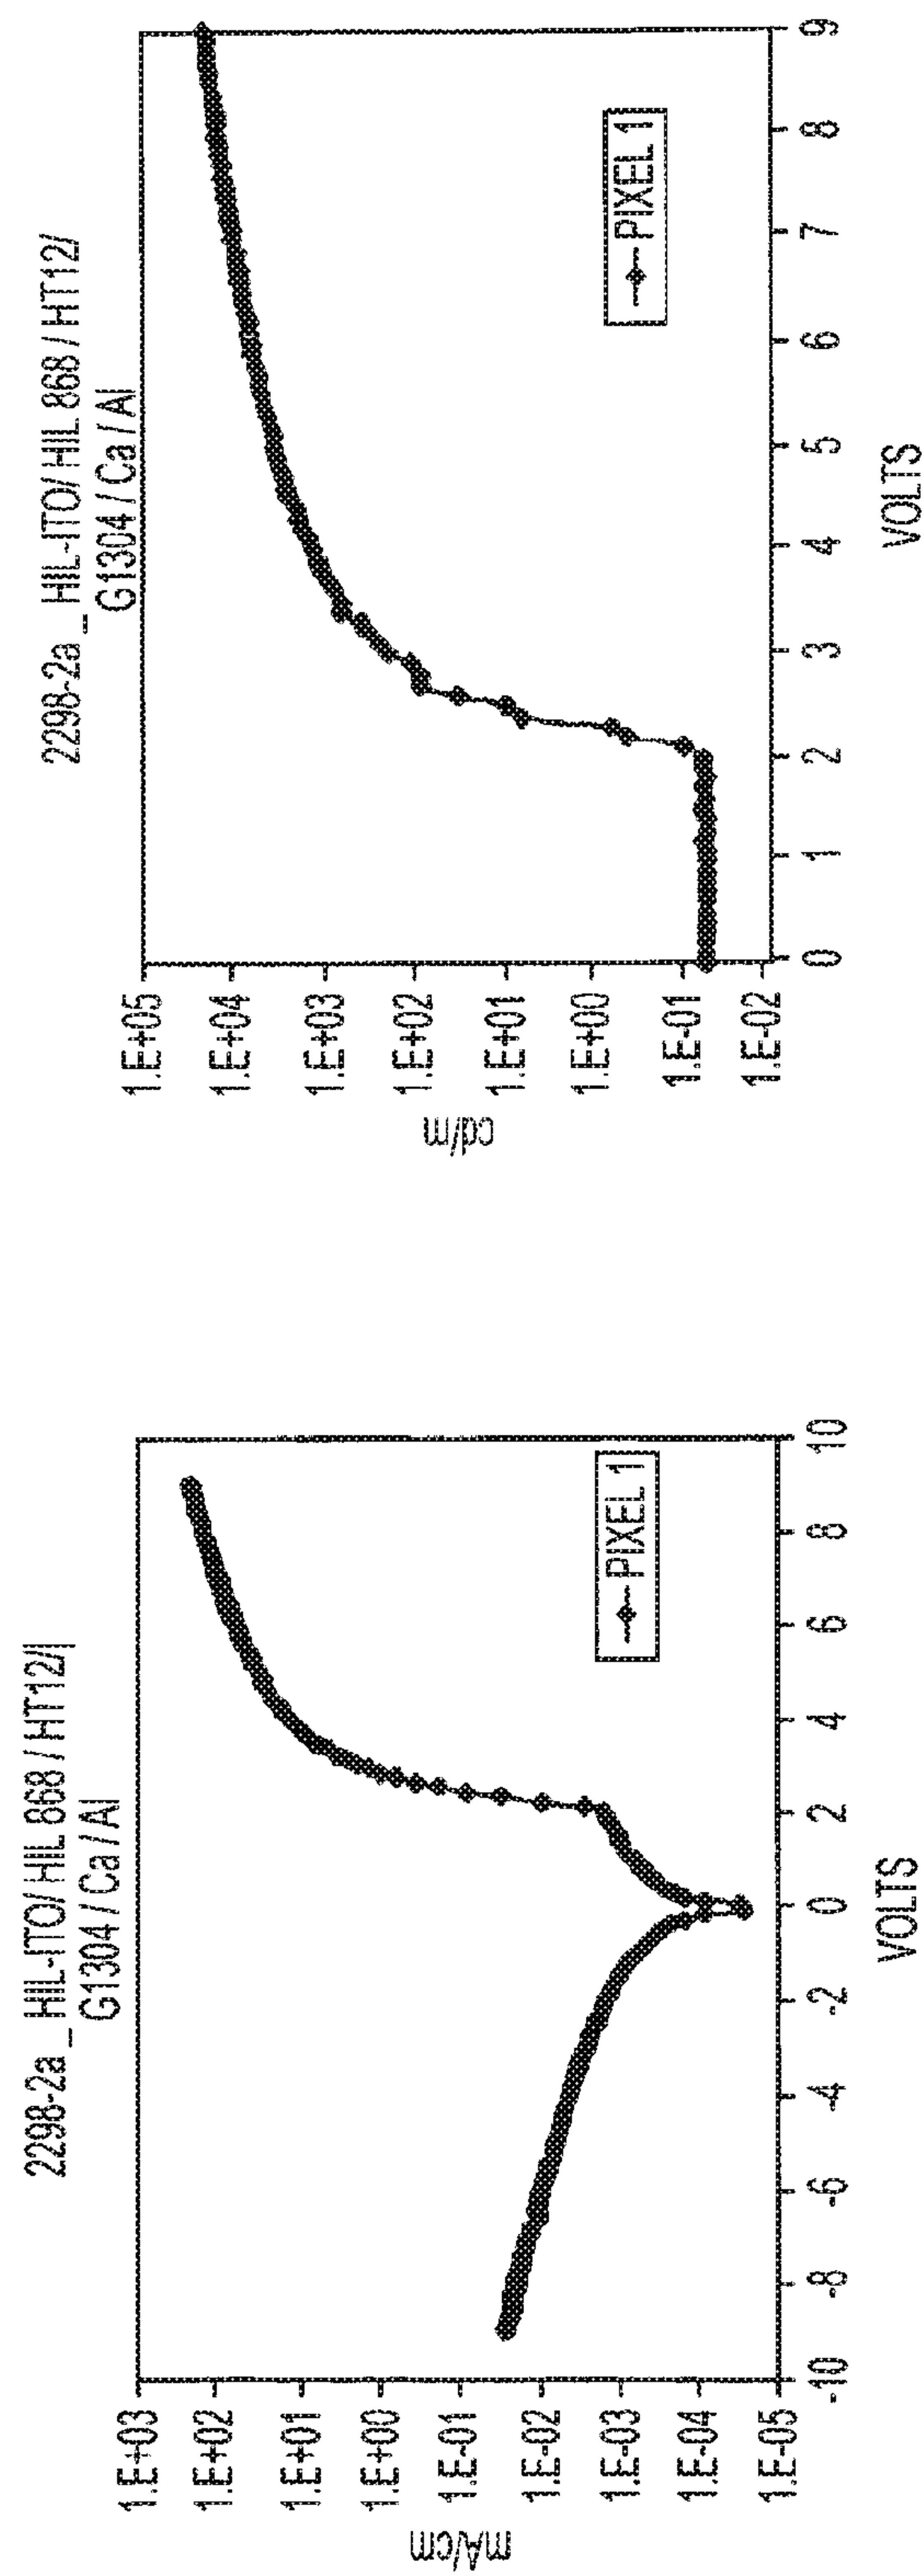 2298-2a _ HIL-ITO/ HIL 868 / HT12/|
G1304 / Ca / Al
mA/cm
1.E+03
1.E+02
1.E+01
1.E+00
1.E-01
1.E-02
1.E-03
1.E-04
1.E-05
-10
-8
-6
-4
-2
0
2
4
6
8
10
VOLTS
PIXEL 1
2298-2a _ HIL-ITO/ HIL 868 / HT12/
G1304 / Ca / Al
cd/m
1.E+05
1.E+04
1.E+03
1.E+02
1.E+01
1.E+00
1.E-01
1.E-02
0
1
2
3
4
5
6
7
8
9
VOLTS
PIXEL 1